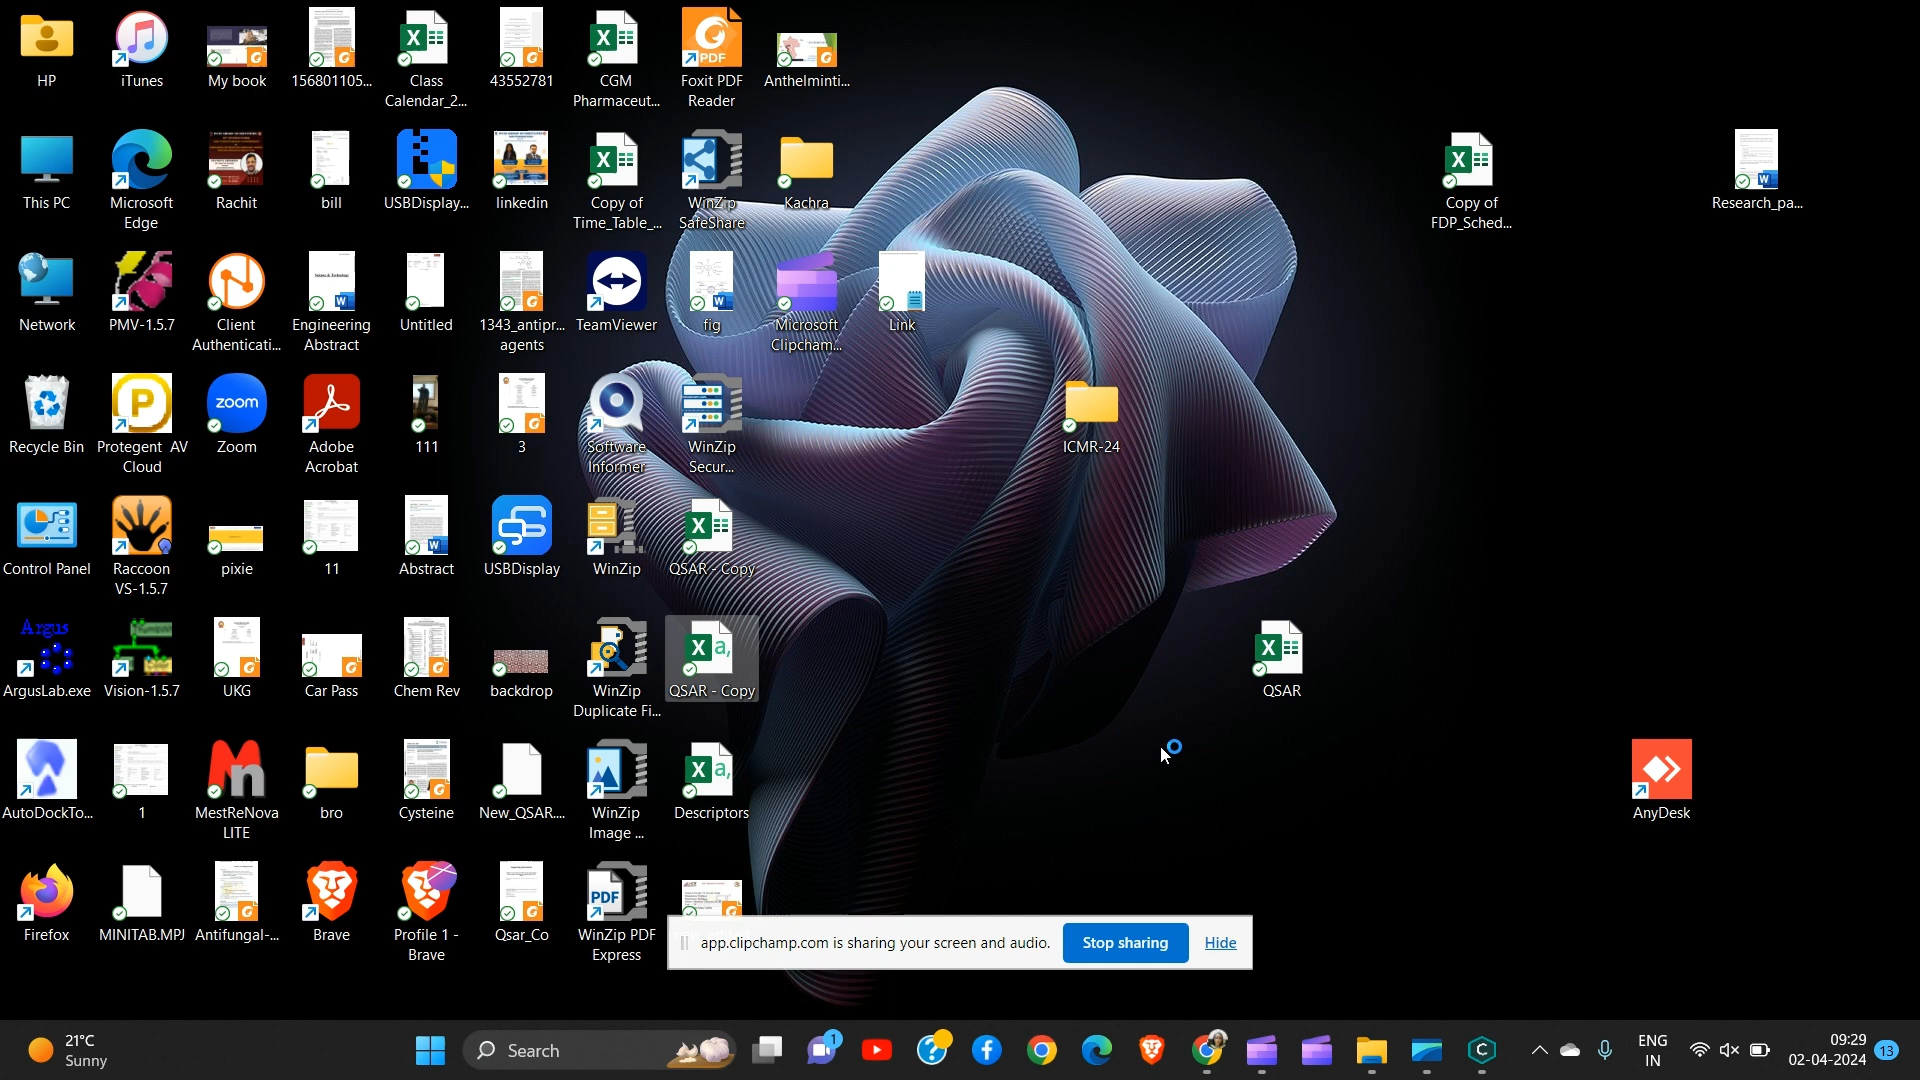 HP
iTunes
My book
156801105...
Class
Calendar_2...
43552781
CGM
Pharmaceut...
Foxit PDF
Reader
Anthelminti...
This PC
Microsoft
Edge
Rachit
bill
USBDisplay...
linkedin
Copy of
Time_Table_...
WinZip
SafeShare
Kachra
Copy of
FDP_Sched...
Research_pa...
Network
PMV-1.5.7
Client
Authenticati...
Engineering
Abstract
Untitled
1343_antipr...
agents
TeamViewer
fig
Microsoft
Clipcham...
Link
zoom
Recycle Bin
Protegent AV
Cloud
Zoom
Adobe
Acrobat
111
3
Software
Informer
WinZip
Secur...
ICMR-24
Control Panel
Raccoon
VS-1.5.7
pixie
11
Abstract
USBDisplay
WinZip
QSAR - Copy
Argus
ArgusLab.exe
Vision-1.5.7
UKG
Car Pass
Chem Rev
backdrop
WinZip
Duplicate Fi...
QSAR - Copy
QSAR
AutoDockTo...
1
MestReNova
LITE
bro
Cysteine
New_QSAR....
WinZip
Image ...
Descriptors
AnyDesk
PDF
Firefox
MINITAB.MPJ
Antifungal-...
Brave
Profile 1 -
Brave
Qsar_Co
WinZip PDF
Express
app.clipchamp.com is sharing your screen and audio.
Stop sharing
Hide
21°C
Sunny
Search
1
ENG
IN
09:29
02-04-2024
13